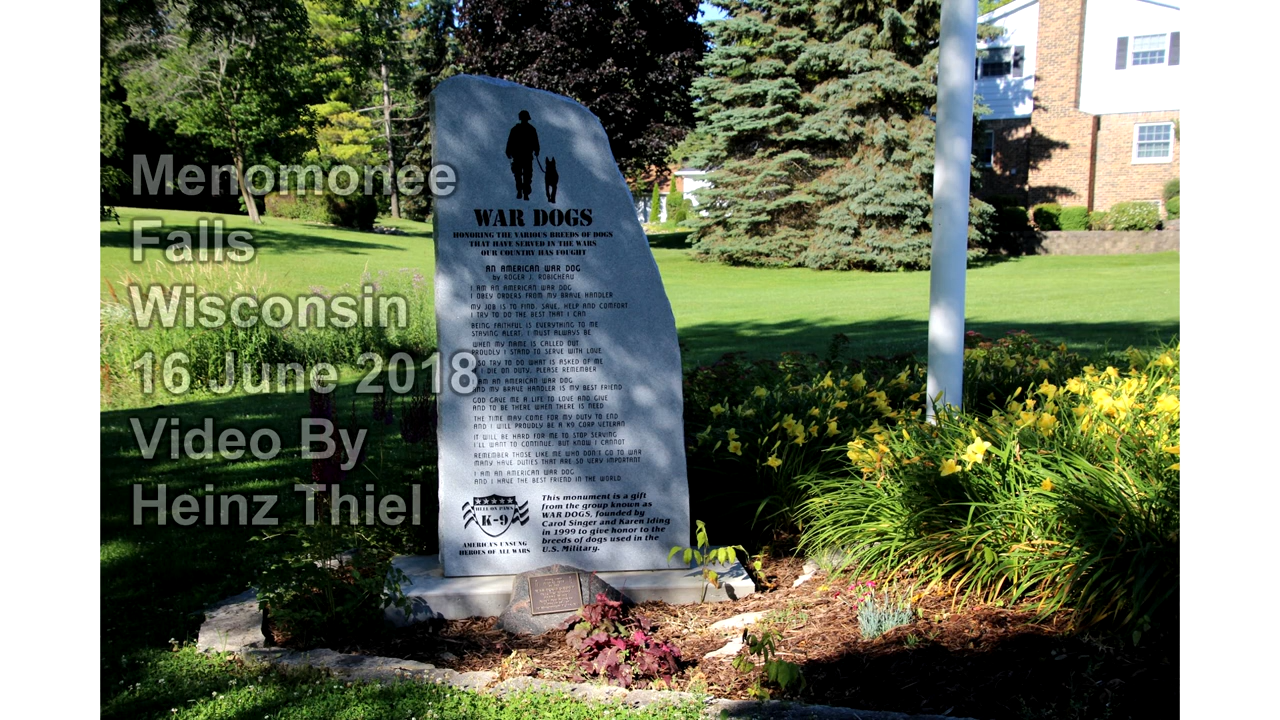 Menomonee
Falls
Wisconsin
16 June 2018
Video By
Heinz Thiel
WAR DOGS
HONORING THE VARIOUS BREEDS OF DOGS
THAT HAVE SERVED IN THE WARS
OUR COUNTRY HAS FOUGHT
AN AMERICAN WAR DOG
by ROGER J. ROBICHEAU
I AM AN AMERICAN WAR DOG
I OBEY ORDERS FROM MY BRAVE HANDLER
MY JOB IS TO FIND, SAVE, HELP AND COMFORT
I TRY TO DO THE BEST THAT I CAN
BEING FAITHFUL IS EVERYTHING TO ME
STAYING ALERT, I MUST ALWAYS BE
WHEN MY NAME IS CALLED OUT
PROUDLY I STAND TO SERVE WITH LOVE
SO TRY TO DO WHAT IS ASKED OF ME
I DIE ON DUTY, PLEASE REMEMBER
AM AN AMERICAN WAR DOG
AND MY BRAVE HANDLER IS MY BEST FRIEND
GOD GAVE ME A LIFE TO LOVE AND GIVE
AND TO BE THERE WHEN THERE IS NEED
THE TIME MAY COME FOR MY DUTY TO END
AND I WILL PROUDLY BE A K9 CORP VETERAN
IT WILL BE HARD FOR ME TO STOP SERVING
I'LL WANT TO CONTINUE, BUT KNOW I CANNOT
REMEMBER THOSE LIKE ME WHO DON'T GO TO WAR
MANY HAVE DUTIES THAT ARE SO VERY IMPORTANT
I AM AN AMERICAN WAR DOG
AND I HAVE THE BEST FRIEND IN THE WORLD
HELL ON PAWS
K-9
AMERICA'S UNSUNG
HEROES OF ALL WARS
This monument is a gift
from the group known as
WAR DOGS, founded by
Carol Singer and Karen Iding
in 1999 to give honor to the
breeds of dogs used in the
U.S. Military.